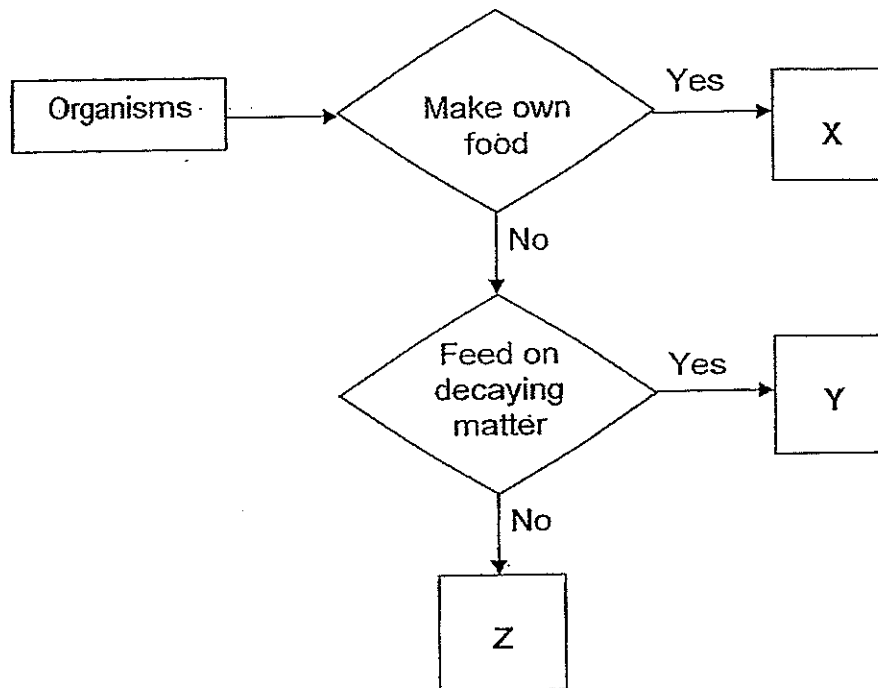 Organisms
Make own
food
Yes
X
No
Feed on
decaying
matter
Yes
Y
No
Z